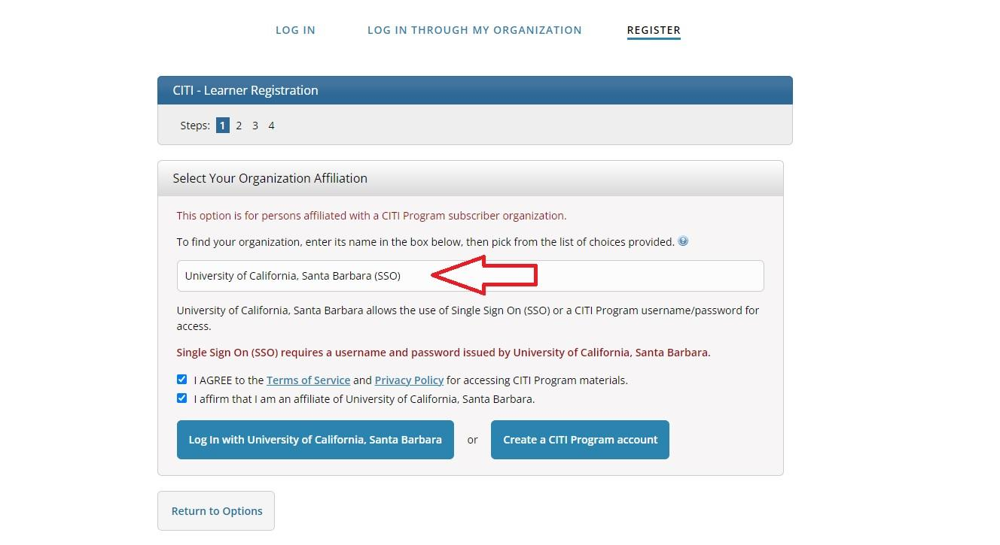 LOG IN LOG IN THROUGH MY ORGANIZATION REGISTER
CITI - Learner Registration
Steps: 1 2 3 4
Select Your Organization Affiliation
This option is for persons affiliated with a CITI Program subscriber organization.
To find your organization, enter its name in the box below, then pick from the list of choices provided. ?
University of California, Santa Barbara (SSO)
University of California, Santa Barbara allows the use of Single Sign On (SSO) or a CITI Program username/password for
access.
Single Sign On (SSO) requires a username and password issued by University of California, Santa Barbara.
I AGREE to the Terms of Service and Privacy Policy for accessing CITI Program materials.
I affirm that I am an affiliate of University of California, Santa Barbara.
Log In with University of California, Santa Barbara or Create a CITI Program account
Return to Options